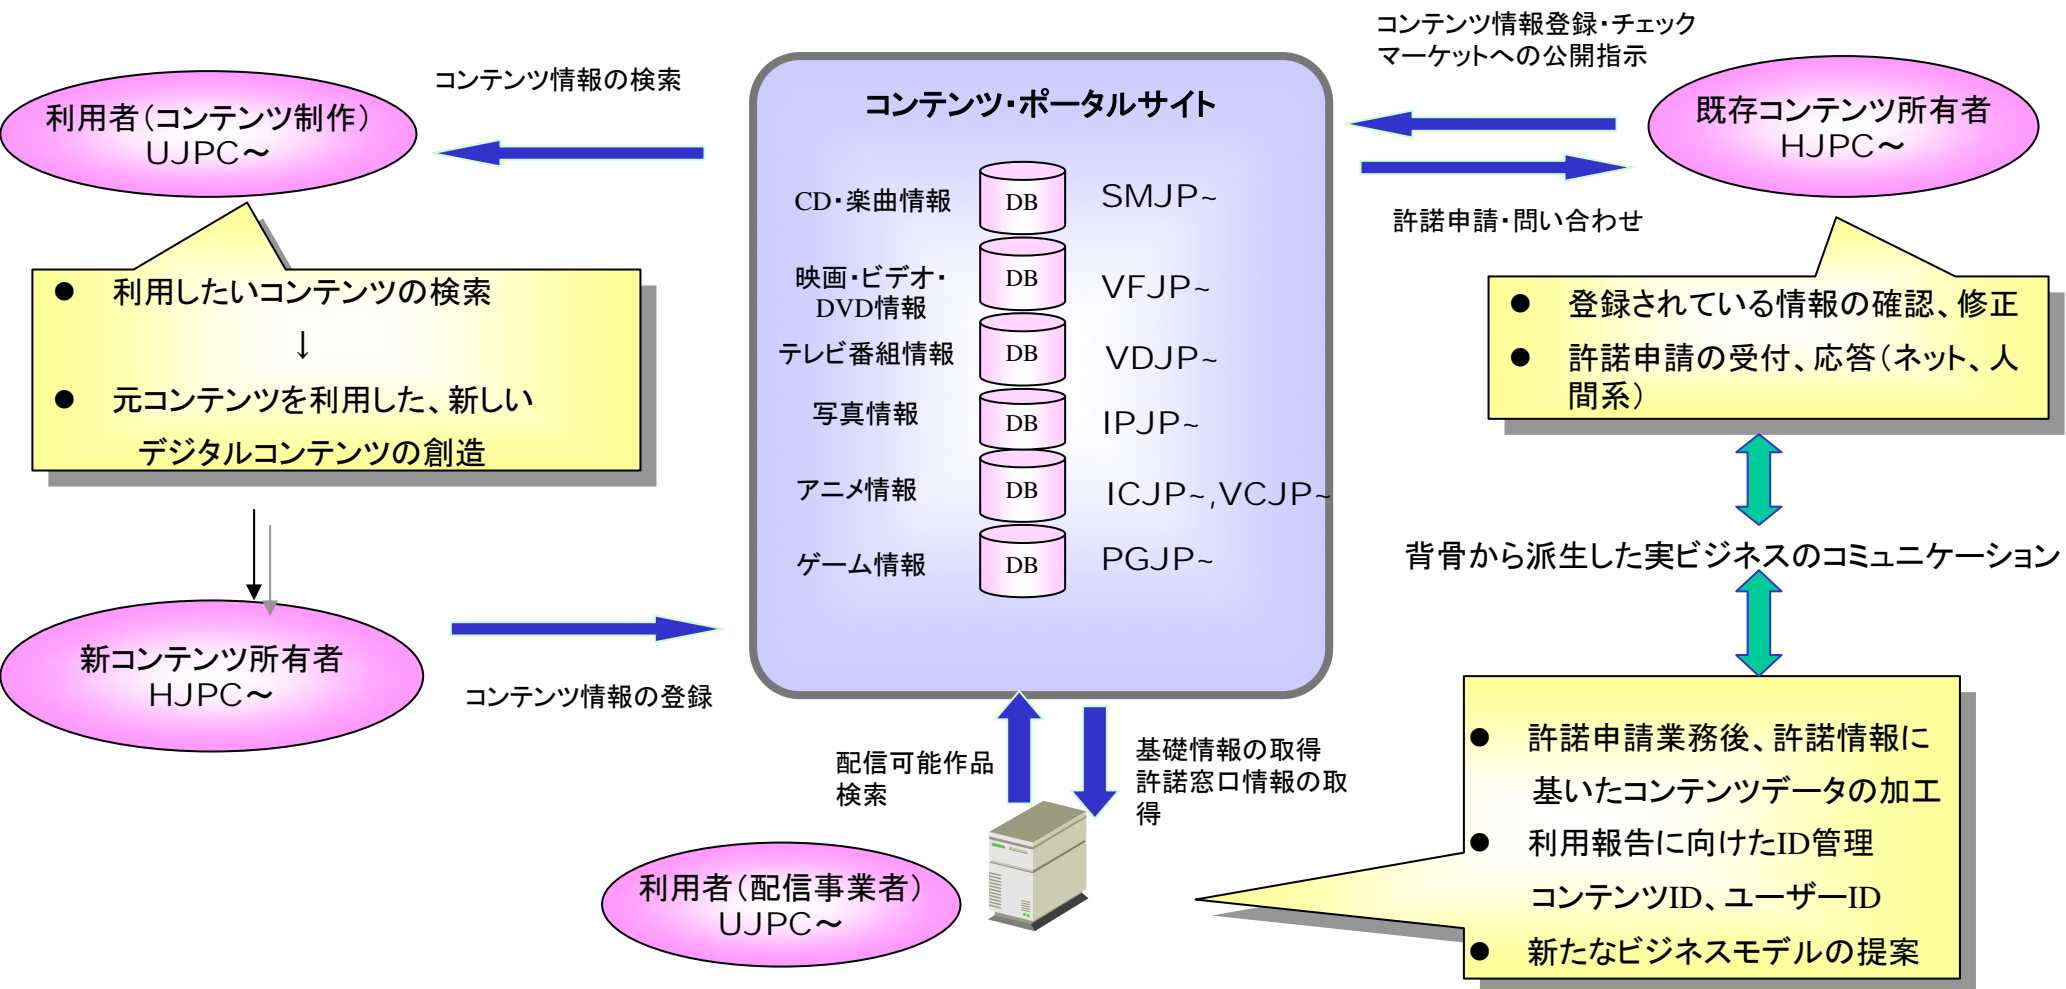 コンテンツ情報登録・チェック
マーケットへの公開指示
コンテンツ情報の検索
利用者（コンテンツ制作）
UJPC～
コンテンツ・ポータルサイト
既存コンテンツ所有者
HJPC～
許諾申請・問い合わせ
CD・楽曲情報
DB
SMJP~
映画・ビデオ・
DVD情報
DB
VFJP~
テレビ番組情報
DB
VDJP~
写真情報
DB
IPJP~
アニメ情報
DB
ICJP~,VCJP~
ゲーム情報
DB
PGJP~
● 利用したいコンテンツの検索
↓
● 元コンテンツを利用した、新しい
デジタルコンテンツの創造
● 登録されている情報の確認、修正
● 許諾申請の受付、応答（ネット、人
間系）
背骨から派生した実ビジネスのコミュニケーション
新コンテンツ所有者
HJPC～
コンテンツ情報の登録
配信可能作品
検索
基礎情報の取得
許諾窓口情報の取
得
利用者（配信事業者）
UJPC～
● 許諾申請業務後、許諾情報に
基いたコンテンツデータの加工
● 利用報告に向けたID管理
コンテンツID、ユーザーID
● 新たなビジネスモデルの提案